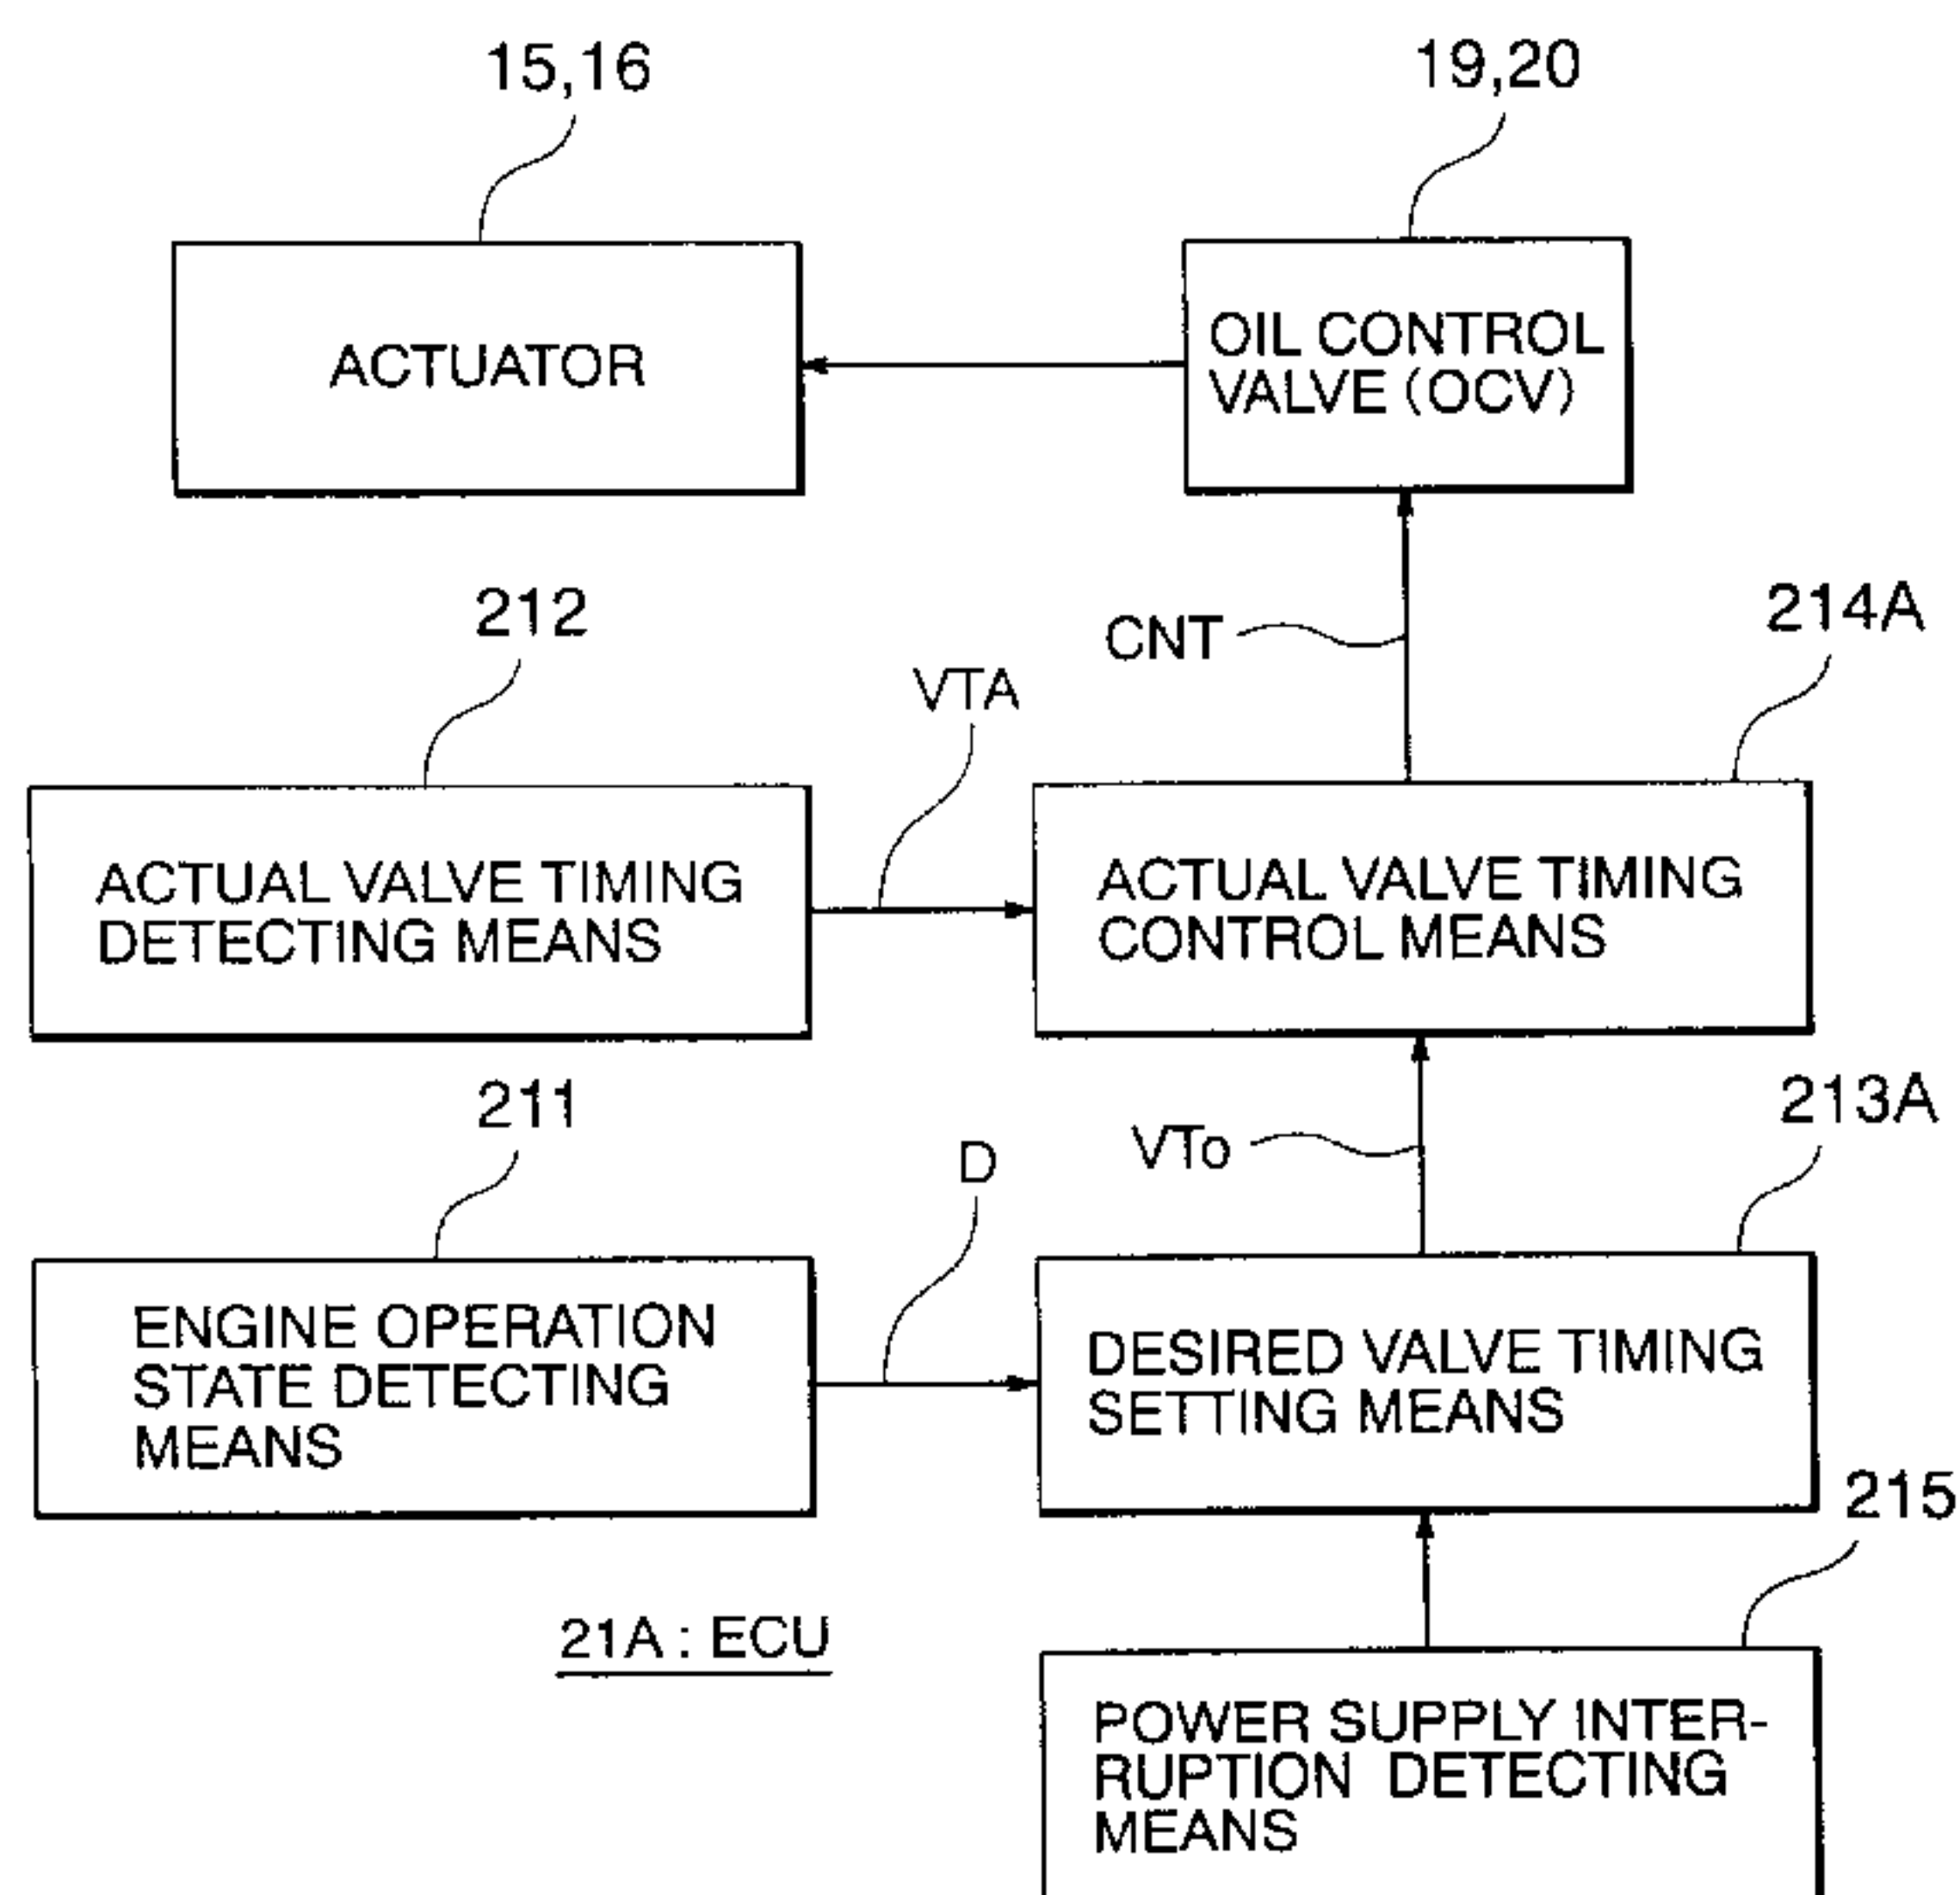 15,16
19,20
ACTUATOR
OIL CONTROL
VALVE (OCV)
212
CNT
214A
VTA
ACTUAL VALVE TIMING
DETECTING MEANS
ACTUAL VALVE TIMING
CONTROL MEANS
211
D
VTo
213A
ENGINE OPERATION
STATE DETECTING
MEANS
DESIRED VALVE TIMING
SETTING MEANS
215
21A : ECU
POWER SUPPLY INTER-
RUPTION DETECTING
MEANS